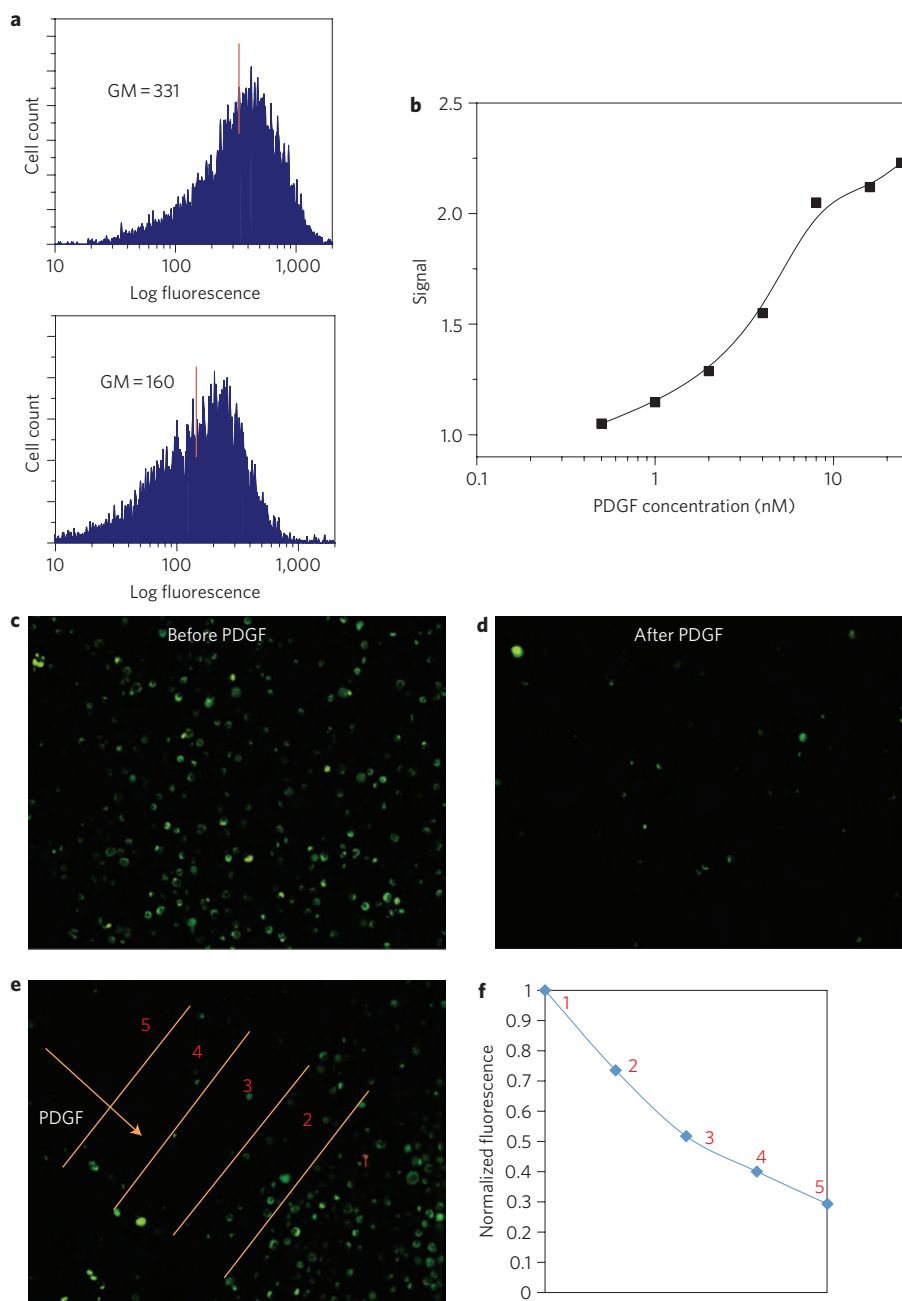 a
GM = 331
Cell count
10 100 1,000
Log fluorescence
GM = 160
Cell count
10 100 1,000
Log fluorescence
b
2.5
2.0
1.5
1.0
Signal
0.1 1 10
PDGF concentration (nM)
c
Before PDGF
d
After PDGF
e
5
4
3
2
1
PDGF
f
1
0.9
0.8
0.7
0.6
0.5
0.4
0.3
0.2
0.1
0
Normalized fluorescence
1
2
3
4
5